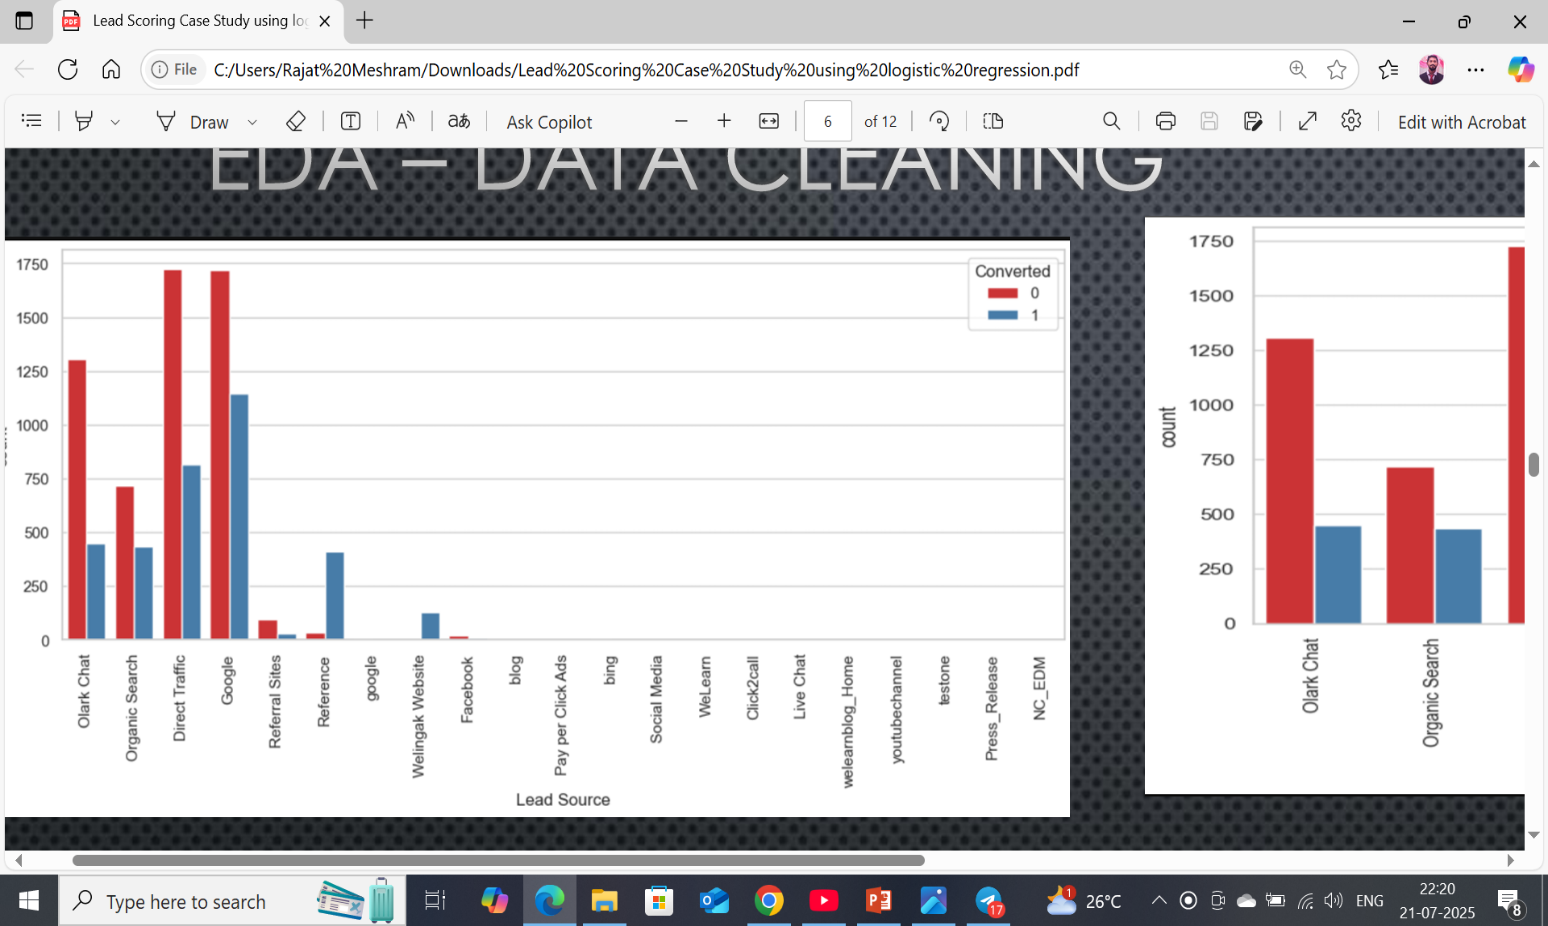 Lead Scoring Case Study using lo
File
C:/Users/Rajat%20Meshram/Downloads/Lead%20Scoring%20Case%20Study%20using%20logistic%20regression.pdf
Draw
Ask Copilot
6 of 12
Edit with Acrobat
EDA – DATA CLEANING
1750
1500
1250
1000
750
500
250
0
Converted
0
1
Olark Chat
Organic Search
Direct Traffic
Google
Referral Sites
Reference
google
Welingak Website
Facebook
blog
Pay per Click Ads
bing
Social Media
WeLearn
Click2call
Live Chat
welearnblog_Home
youtubechannel
testone
Press_Release
NC_EDM
Lead Source
1750
1500
1250
1000
750
500
250
0
count
Olark Chat
Organic Search
Type here to search
17
1
26°C
ENG
22:20
21-07-2025
8